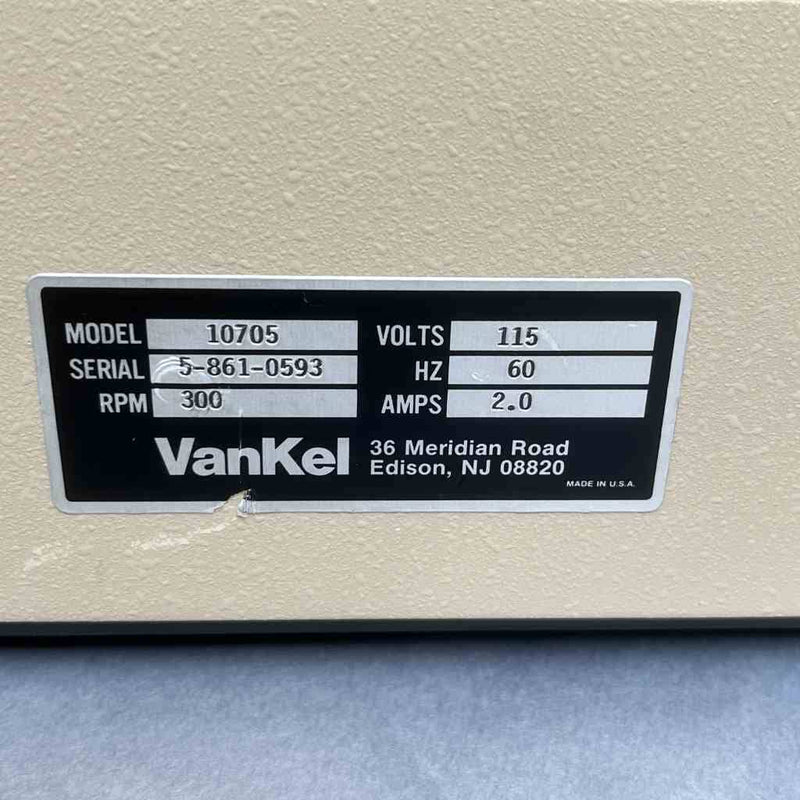 MODEL 10705 VOLTS 115
SERIAL 5-861-0593 HZ 60
RPM 300 AMPS 2.0
VanKel 36 Meridian Road
Edison, NJ 08820
MADE IN U.S.A.